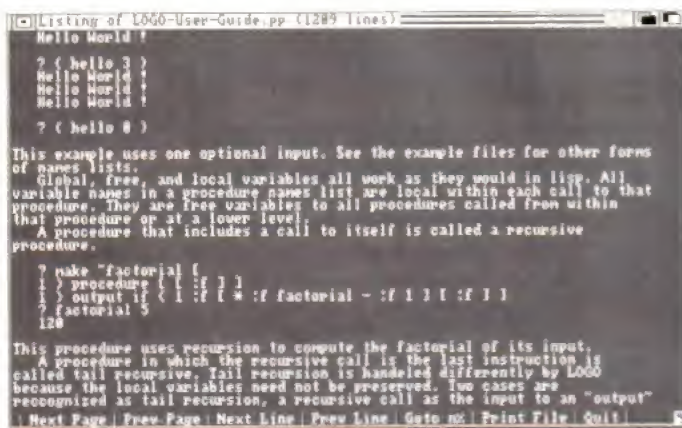 Listing of LOGO-User-Guide.pp (1289 lines)
Hello World !
? ( hello 3 )
Hello World !
Hello World !
Hello World !
? ( hello 0 )
This example uses one optional input. See the example files for other forms
of names lists.
Global, free, and local variables all work as they would in lisp. All
variable names in a procedure names list are local within each call to that
procedure. They are free variables to all procedures called from within
that procedure or at a lower level.
A procedure that includes a call to itself is called a recursive
procedure.
? make "factorial [
[ > procedure [ [ :f ] ]
[ > output if < 1 :f [ * :f factorial - :f 1 ] [ :f ] ]
? factorial 5
120
This procedure uses recursion to compute the factorial of its input.
A procedure in which the recursive call is the last instruction is
called tail recursive. Tail recursion is handeled differently by LOGO
because the local variables need not be preserved. Two cases are
reccognized as tail recursion, a recursive call as the input to an "output"
Next Page Prev Page Next Line Prev Line Goto n% Print File Quit